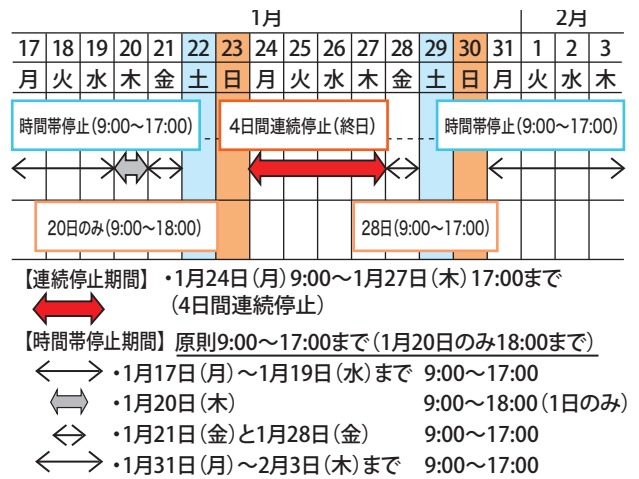 1月 2月
17 18 19 20 21 22 23 24 25 26 27 28 29 30 31 1 2 3
月 火 水 木 金 土 日 月 火 水 木 金 土 日 月 火 水 木
時間帯停止(9:00～17:00) 4日間連続停止(終日) 時間帯停止(9:00～17:00)
20日のみ(9:00～18:00) 28日(9:00～17:00)
【連続停止期間】 ・1月24日(月)9:00～1月27日(木)17:00まで
(4日間連続停止)
【時間帯停止期間】 原則9:00～17:00まで(1月20日のみ18:00まで)
・1月17日(月)～1月19日(水)まで 9:00～17:00
・1月20日(木) 9:00～18:00(1日のみ)
・1月21日(金)と1月28日(金) 9:00～17:00
・1月31日(月)～2月3日(木)まで 9:00～17:00